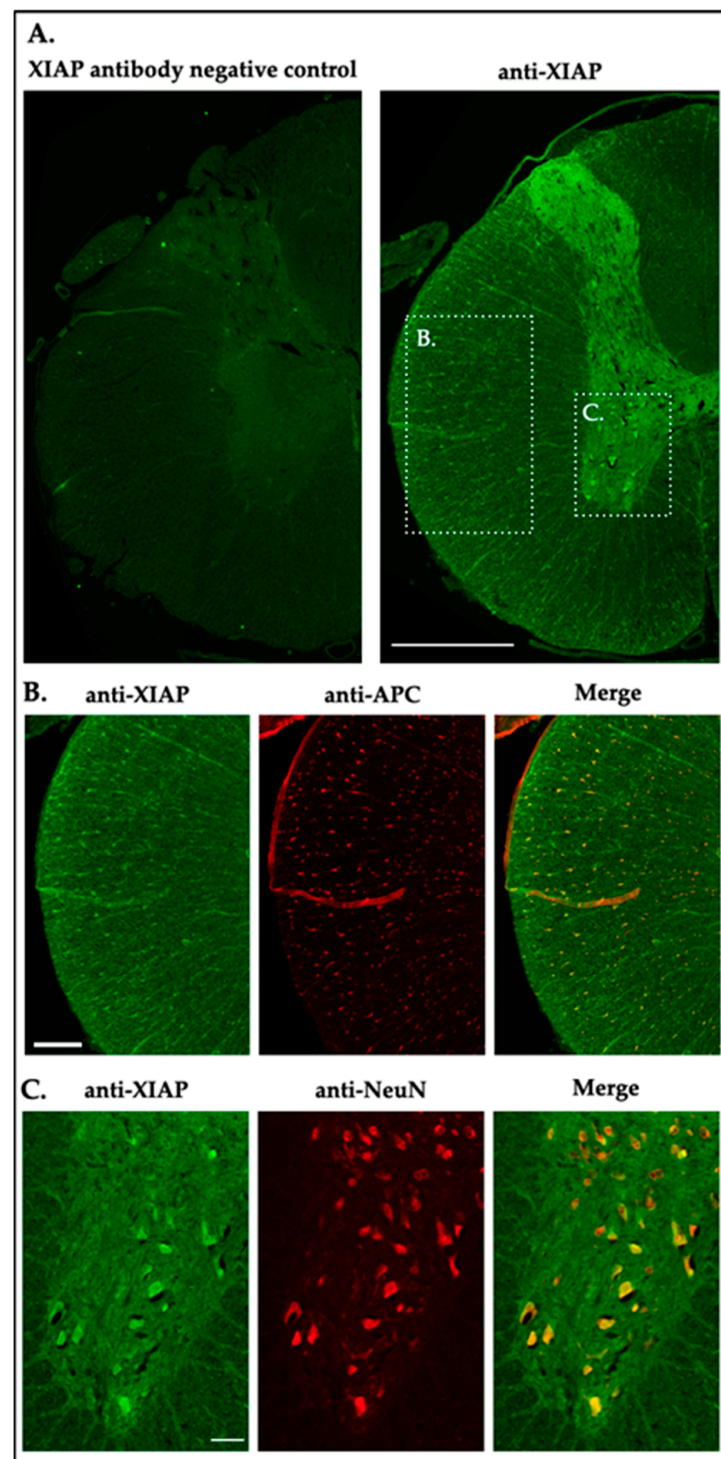 A.
XIAP antibody negative control anti-XIAP
B.
C.
B. anti-XIAP anti-APC Merge
C. anti-XIAP anti-NeuN Merge